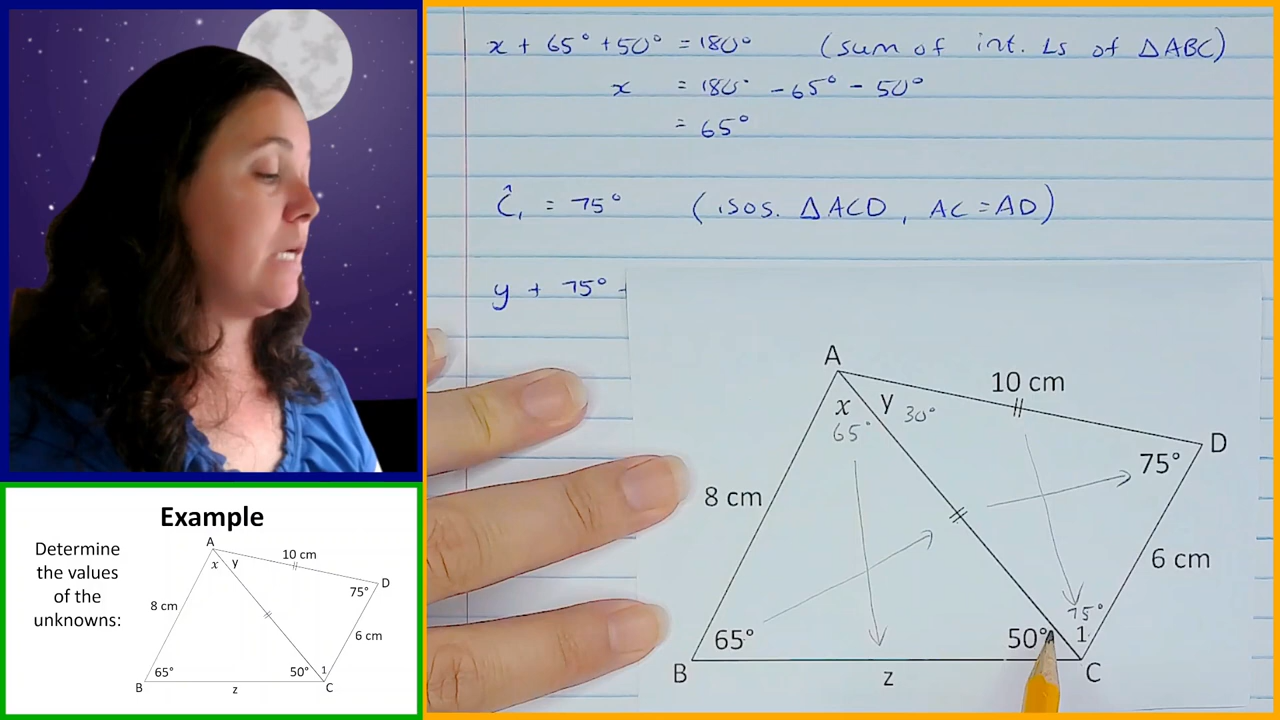 x + 65° + 50° = 180° (sum of int. ∠s of ΔABC)
x = 180° - 65° - 50°
= 65°
Ĉ₁ = 75° (isos. ΔACD, AC = AD)
y + 75°
A
10 cm
x y 30°
65°
D
75°
8 cm
6 cm
75°
65° 50° 1
B z C
Example
Determine
the values
of the
unknowns:
A
10 cm
x y
D
75°
8 cm
6 cm
65° 50° 1
B z C